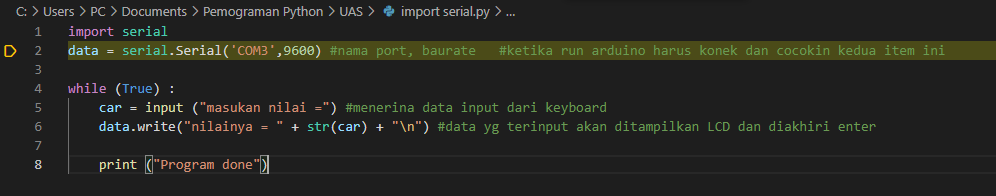 C: > Users > PC > Documents > Pemograman Python > UAS > import serial.py > ...
1 import serial
2 data = serial.Serial('COM3',9600) #nama port, baurate   #ketika run arduino harus konek dan cocokin kedua item ini
3
4 while (True) :
5     car = input ("masukan nilai =") #menerina data input dari keyboard
6     data.write("nilainya = " + str(car) + "\n") #data yg terinput akan ditampilkan LCD dan diakhiri enter
7
8     print ("Program done")